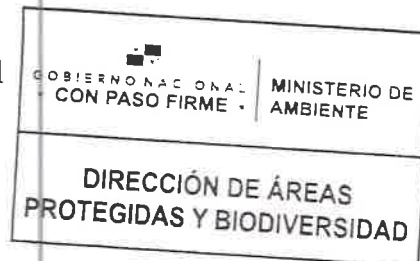 GOBIERNO NACIONAL
• CON PASO FIRME •
MINISTERIO DE
AMBIENTE
DIRECCIÓN DE ÁREAS
PROTEGIDAS Y BIODIVERSIDAD